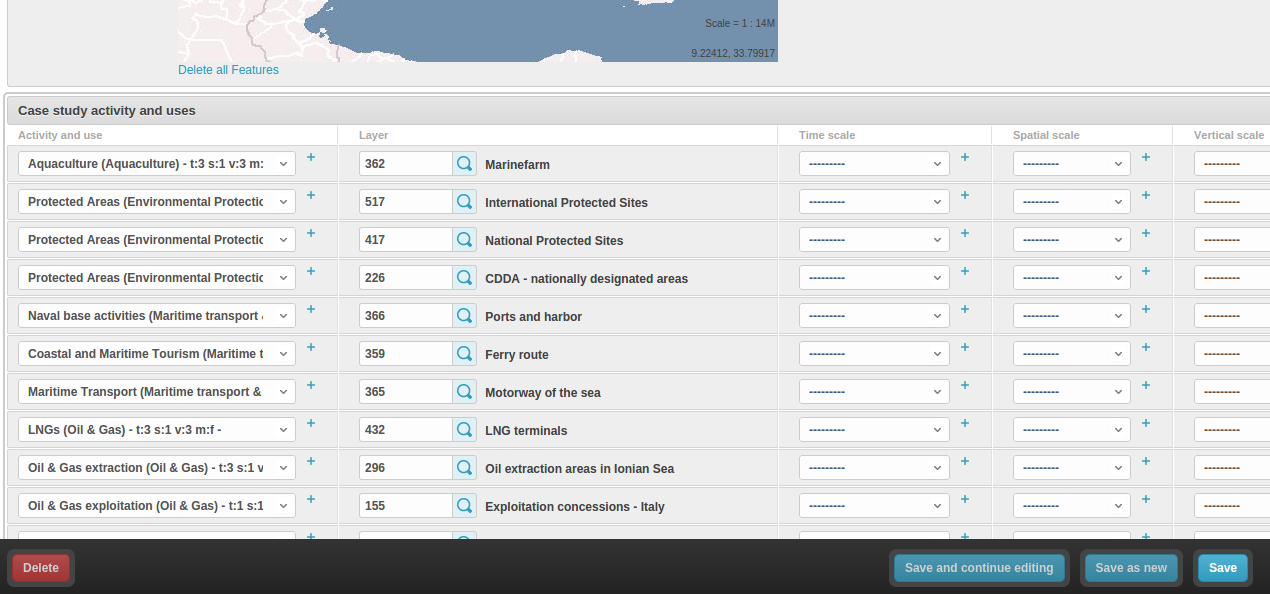 Scale = 1 : 14M
9.22412, 33.79917
Delete all Features
Case study activity and uses
Activity and use Layer Time scale Spatial scale Vertical scale
Aquaculture (Aquaculture) - t:3 s:1 v:3 m: + 362 Marinefarm --------- + --------- + ---------
Protected Areas (Environmental Protectic + 517 International Protected Sites --------- + --------- + ---------
Protected Areas (Environmental Protectic + 417 National Protected Sites --------- + --------- + ---------
Protected Areas (Environmental Protectic + 226 CDDA - nationally designated areas --------- + --------- + ---------
Naval base activities (Maritime transport + 366 Ports and harbor --------- + --------- + ---------
Coastal and Maritime Tourism (Maritime t + 359 Ferry route --------- + --------- + ---------
Maritime Transport (Maritime transport & + 365 Motorway of the sea --------- + --------- + ---------
LNGs (Oil & Gas) - t:3 s:1 v:3 m:f - + 432 LNG terminals --------- + --------- + ---------
Oil & Gas extraction (Oil & Gas) - t:3 s:1 v + 296 Oil extraction areas in Ionian Sea --------- + --------- + ---------
Oil & Gas exploitation (Oil & Gas) - t:1 s:1 + 155 Exploitation concessions - Italy --------- + --------- + ---------
Delete Save and continue editing Save as new Save